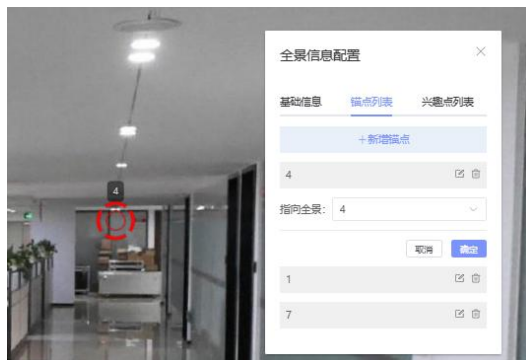 全景信息配置
基础信息 锚点列表 兴趣点列表
+新增锚点
4
4
指向全景: 4
取消 确定
1
7